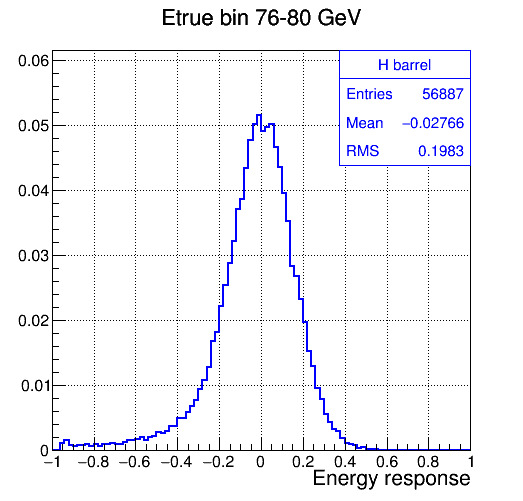 Etrue bin 76-80 GeV
H barrel
Entries 56887
Mean −0.02766
RMS 0.1983
0.06
0.05
0.04
0.03
0.02
0.01
0
−1 −0.8 −0.6 −0.4 −0.2 0 0.2 0.4 0.6 0.8 1
Energy response